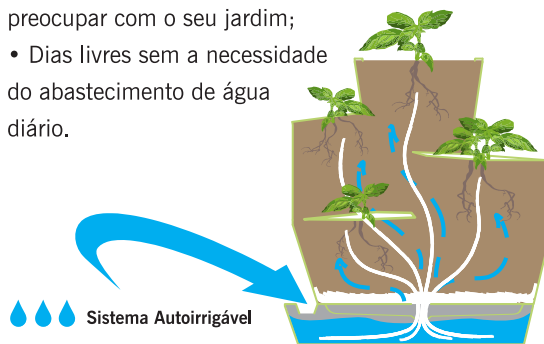 preocupar com o seu jardim;
• Dias livres sem a necessidade
do abastecimento de água
diário.
Sistema Autoirrigável